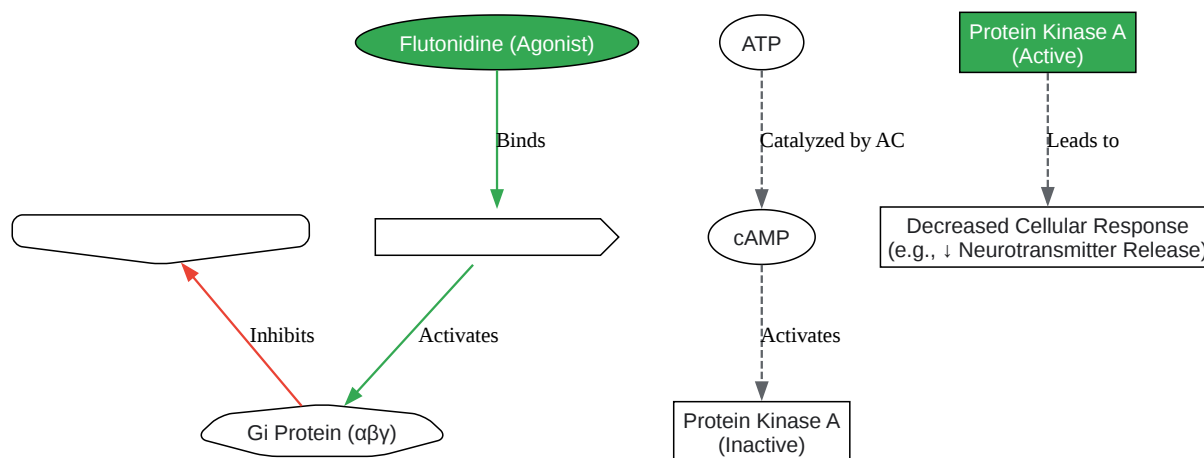 Flutonidine (Agonist)
ATP
Protein Kinase A
(Active)
Binds
Catalyzed by AC
Leads to
cAMP
Decreased Cellular Response
(e.g., ↓ Neurotransmitter Release)
Inhibits
Activates
Activates
Gi Protein (αβγ)
Protein Kinase A
(Inactive)